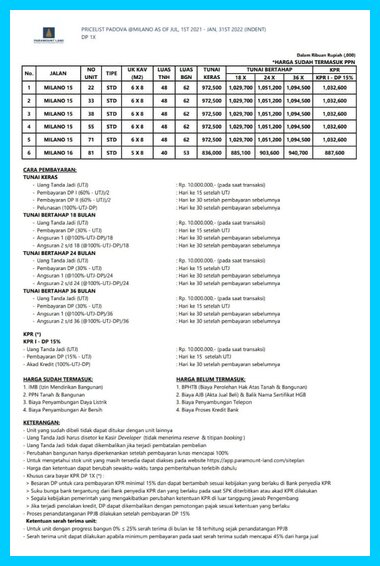 PARAMOUNT LAND
PRICELIST PADOVA @MILANO AS OF JUL, 1ST 2021 - JAN, 31ST 2022 (INDENT)
DP 1X
Dalam Ribuan Rupiah (,000)
*HARGA SUDAH TERMASUK PPN
No. JALAN NO UNIT TIPE UK KAV (M2) LUAS TNH LUAS BGN TUNAI KERAS TUNAI BERTAHAP 18 X 24 X 36 X KPR KPR I - DP 15%
1 MILANO 15 22 STD 6 X 8 48 62 972,500 1,029,700 1,051,200 1,094,500 1,032,600
2 MILANO 15 33 STD 6 X 8 48 62 972,500 1,029,700 1,051,200 1,094,500 1,032,600
3 MILANO 15 38 STD 6 X 8 48 62 972,500 1,029,700 1,051,200 1,094,500 1,032,600
4 MILANO 15 55 STD 6 X 8 48 62 972,500 1,029,700 1,051,200 1,094,500 1,032,600
5 MILANO 15 71 STD 6 X 8 48 62 972,500 1,029,700 1,051,200 1,094,500 1,032,600
6 MILANO 16 81 STD 5 X 8 40 53 836,000 885,100 903,600 940,700 887,600
CARA PEMBAYARAN:
TUNAI KERAS
- Uang Tanda Jadi (UTJ) : Rp. 10.000.000,- (pada saat transaksi)
- Pembayaran DP I (60% - UTJ)/2 : Hari ke 15 setelah UTJ
- Pembayaran DP II (60% - UTJ)/2 : Hari ke 30 setelah pembayaran sebelumnya
- Pelunasan (100%-UTJ-DP) : Hari ke 30 setelah pembayaran sebelumnya
TUNAI BERTAHAP 18 BULAN
- Uang Tanda Jadi (UTJ) : Rp. 10.000.000,- (pada saat transaksi)
- Pembayaran DP (30% - UTJ) : Hari ke 15 setelah UTJ
- Angsuran 1 (@100%-UTJ-DP)/18 : Hari ke 30 setelah pembayaran sebelumnya
- Angsuran 2 s/d 18 (@100%-UTJ-DP)/18 : Hari ke 30 setelah pembayaran sebelumnya
TUNAI BERTAHAP 24 BULAN
- Uang Tanda Jadi (UTJ) : Rp. 10.000.000,- (pada saat transaksi)
- Pembayaran DP (30% - UTJ) : Hari ke 15 setelah UTJ
- Angsuran 1 (@100%-UTJ-DP)/24 : Hari ke 30 setelah pembayaran sebelumnya
- Angsuran 2 s/d 24 (@100%-UTJ-DP)/24 : Hari ke 30 setelah pembayaran sebelumnya
TUNAI BERTAHAP 36 BULAN
- Uang Tanda Jadi (UTJ) : Rp. 10.000.000,- (pada saat transaksi)
- Pembayaran DP (30% - UTJ) : Hari ke 15 setelah UTJ
- Angsuran 1 (@100%-UTJ-DP)/36 : Hari ke 30 setelah pembayaran sebelumnya
- Angsuran 2 s/d 36 (@100%-UTJ-DP)/36 : Hari ke 30 setelah pembayaran sebelumnya
KPR (*)
KPR I - DP 15%
- Uang Tanda Jadi (UTJ) : Rp. 10.000.000,- (pada saat transaksi)
- Pembayaran DP (15% - UTJ) : Hari ke 15 setelah UTJ
- Akad Kredit (100%-UTJ-DP) : Hari ke 30 setelah pembayaran sebelumnya
HARGA SUDAH TERMASUK: HARGA BELUM TERMASUK:
1. IMB (Izin Mendirikan Bangunan) 1. BPHTB (Biaya Perolehan Hak Atas Tanah & Bangunan)
2. PPN Tanah & Bangunan 2. Biaya AJB (Akta Jual Beli) & Balik Nama Sertifikat HGB
3. Biaya Penyambungan Daya Listrik 3. Biaya Penyambungan Telepon
4. Biaya Penyambungan Air Bersih 4. Biaya Proses Kredit Bank
KETERANGAN:
- Unit yang sudah dibeli tidak dapat ditukar dengan unit lainnya
- Uang Tanda Jadi harus disetor ke Kasir Developer (tidak menerima reserve & titipan booking)
- Uang Tanda Jadi tidak dapat dikembalikan jika terjadi pembatalan pembelian
- Perubahan bangunan hanya diperkenankan setelah pembayaran lunas mencapai 100%
- Untuk mengetahui stok unit yang masih tersedia dapat diakses pada website https://app.paramount-land.com/siteplan
- Harga dan ketentuan dapat berubah sewaktu-waktu tanpa pemberitahuan terlebih dahulu
- Khusus cara bayar KPR DP 1X (*) :
> Besaran DP untuk cara pembayaran KPR minimal 15% dan dapat bertambah sesuai kebijakan yang berlaku di Bank penyedia KPR
> Suku bunga bank tergantung dari Bank penyedia KPR dan yang berlaku pada saat SPK diterbitkan atau akad KPR dilakukan
> Segala kebijakan pemerintah yang mengakibatkan perubahan ketentuan KPR di luar tanggung jawab Pengembang
> Jika terjadi penolakan kredit, DP dapat dikembalikan dengan pemotongan pajak sesuai ketentuan yang berlaku
- Proses penandatanganan PPJB dilakukan setelah pembayaran DP 15%
Ketentuan serah terima unit:
- Untuk unit dengan progress bangun 0% ≤ 25% serah terima di bulan ke 18 terhitung sejak penandatanganan PPJB
- Serah terima unit dapat dilakukan apabila minimum pembayaran pada saat serah terima sudah mencapai 45% dari harga jual